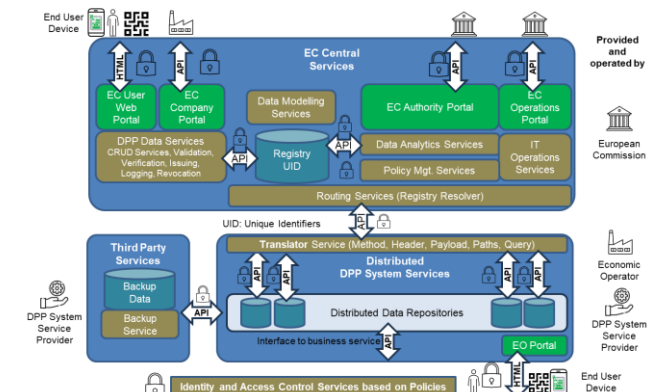 End User
Device
EC Central
Services
Provided
and
operated by
HTML
API
API
API
EC User
Web
Portal
EC
Company
Portal
Data Modelling
Services
EC Authority Portal
EC
Operations
Portal
DPP Data Services
CRUD Services, Validation,
Verification, Issuing,
Logging, Revocation
API
Registry
UID
API
Data Analytics Services
Policy Mgt. Services
IT
Operations
Services
European
Commission
Routing Services (Registry Resolver)
UID: Unique Identifiers
API
Third Party
Services
Translator Service (Method, Header, Payload, Paths, Query)
Distributed
DPP System Services
API
API
API
API
Economic
Operator
Backup
Data
Backup
Service
API
Distributed Data Repositories
DPP System
Service
Provider
DPP System
Service
Provider
Interface to business service
API
EO Portal
HTML
End User
Device
Identity and Access Control Services based on Policies